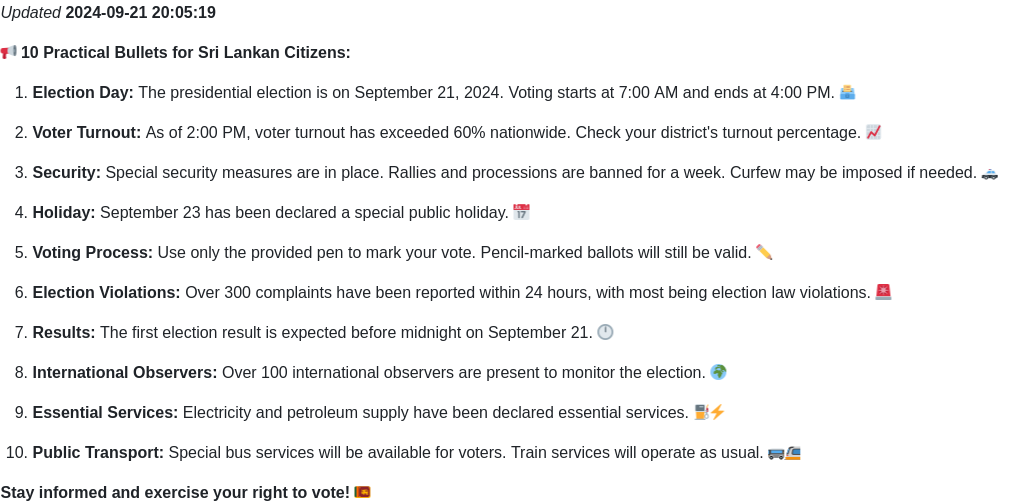 Updated 2024-09-21 20:05:19
📢 10 Practical Bullets for Sri Lankan Citizens:
1. Election Day: The presidential election is on September 21, 2024. Voting starts at 7:00 AM and ends at 4:00 PM. 🗳️
2. Voter Turnout: As of 2:00 PM, voter turnout has exceeded 60% nationwide. Check your district's turnout percentage. 📈
3. Security: Special security measures are in place. Rallies and processions are banned for a week. Curfew may be imposed if needed. 🚓
4. Holiday: September 23 has been declared a special public holiday. 📅
5. Voting Process: Use only the provided pen to mark your vote. Pencil-marked ballots will still be valid. ✏️
6. Election Violations: Over 300 complaints have been reported within 24 hours, with most being election law violations. 🚨
7. Results: The first election result is expected before midnight on September 21. 🕛
8. International Observers: Over 100 international observers are present to monitor the election. 🌍
9. Essential Services: Electricity and petroleum supply have been declared essential services. ⛽⚡
10. Public Transport: Special bus services will be available for voters. Train services will operate as usual. 🚌🚆
Stay informed and exercise your right to vote! 🇱🇰